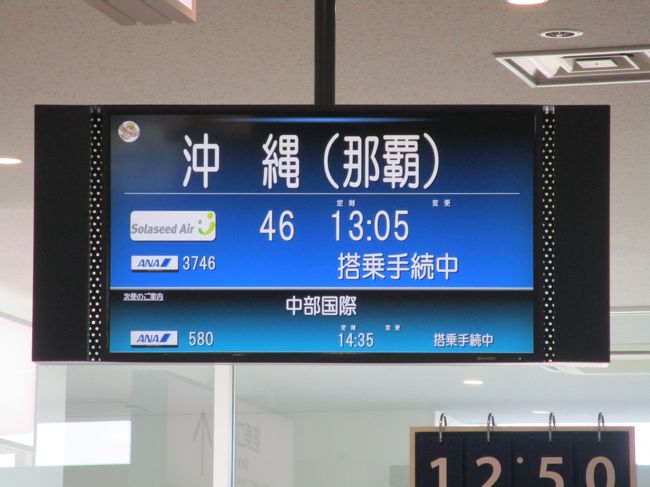 沖 縄（那覇）
定刻 変更
Solaseed Air 46 13:05
ANA 3746 搭乗手続中
次便のご案内
中部国際
定刻 変更
ANA 580 14:35 搭乗手続中
SHARP
12:50